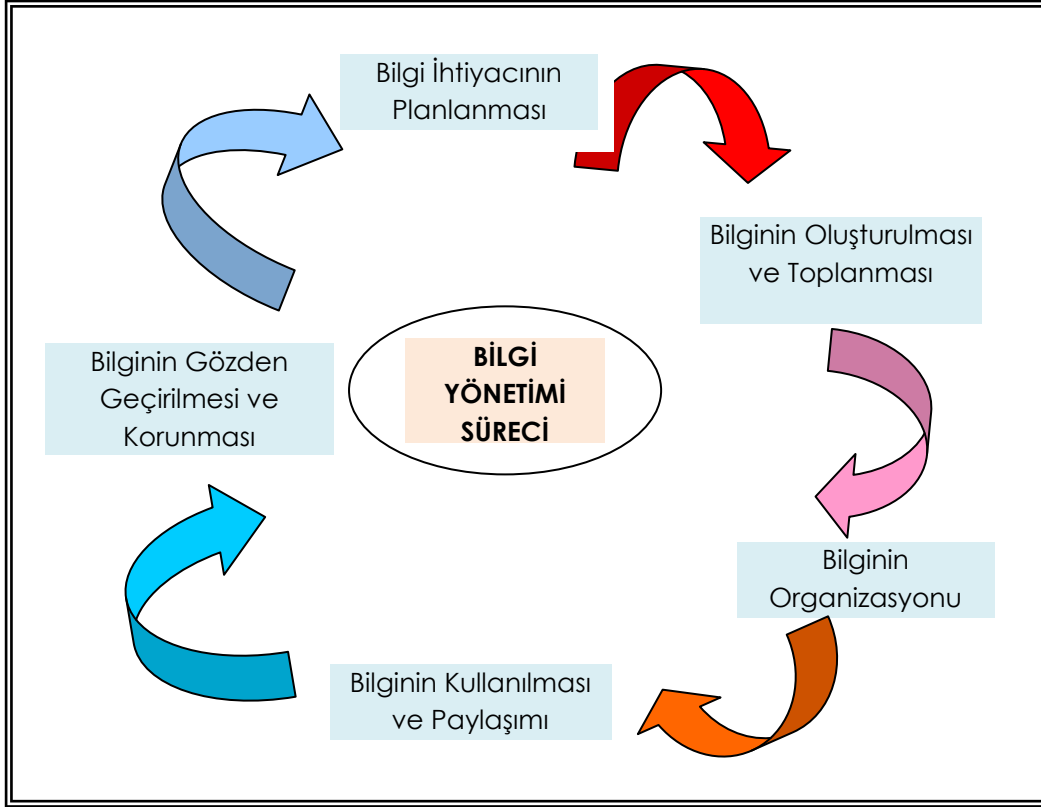 Bilgi İhtiyacının
Planlanması
Bilginin Oluşturulması
ve Toplanması
Bilginin
Organizasyonu
Bilginin Kullanılması
ve Paylaşımı
Bilginin Gözden
Geçirilmesi ve
Korunması
BİLGİ
YÖNETİMİ
SÜRECİ